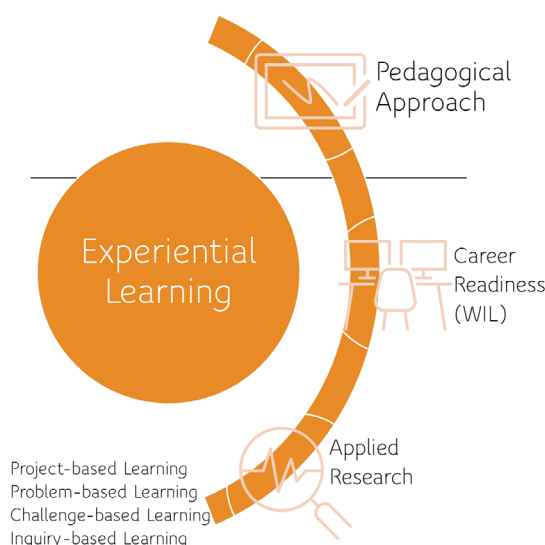 Pedagogical
Approach
Experiential
Learning
Career
Readiness
(WIL)
Applied
Research
Project-based Learning
Problem-based Learning
Challenge-based Learning
Inquiry-based Learning